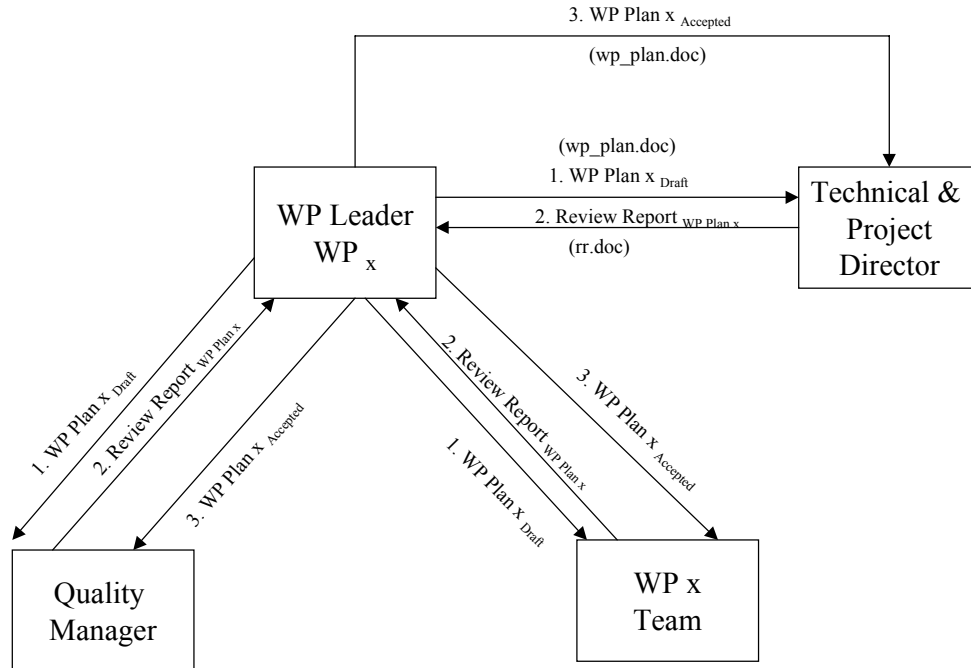 3. WP Plan x Accepted
(wp_plan.doc)
(wp_plan.doc)
1. WP Plan x Draft
WP Leader
WP x
2. Review Report WP Plan x
(rr.doc)
Technical &
Project
Director
1. WP Plan x Draft
2. Review Report WP Plan x
3. WP Plan x Accepted
1. WP Plan x Draft
2. Review Report WP Plan x
3. WP Plan x Accepted
Quality
Manager
WP x
Team